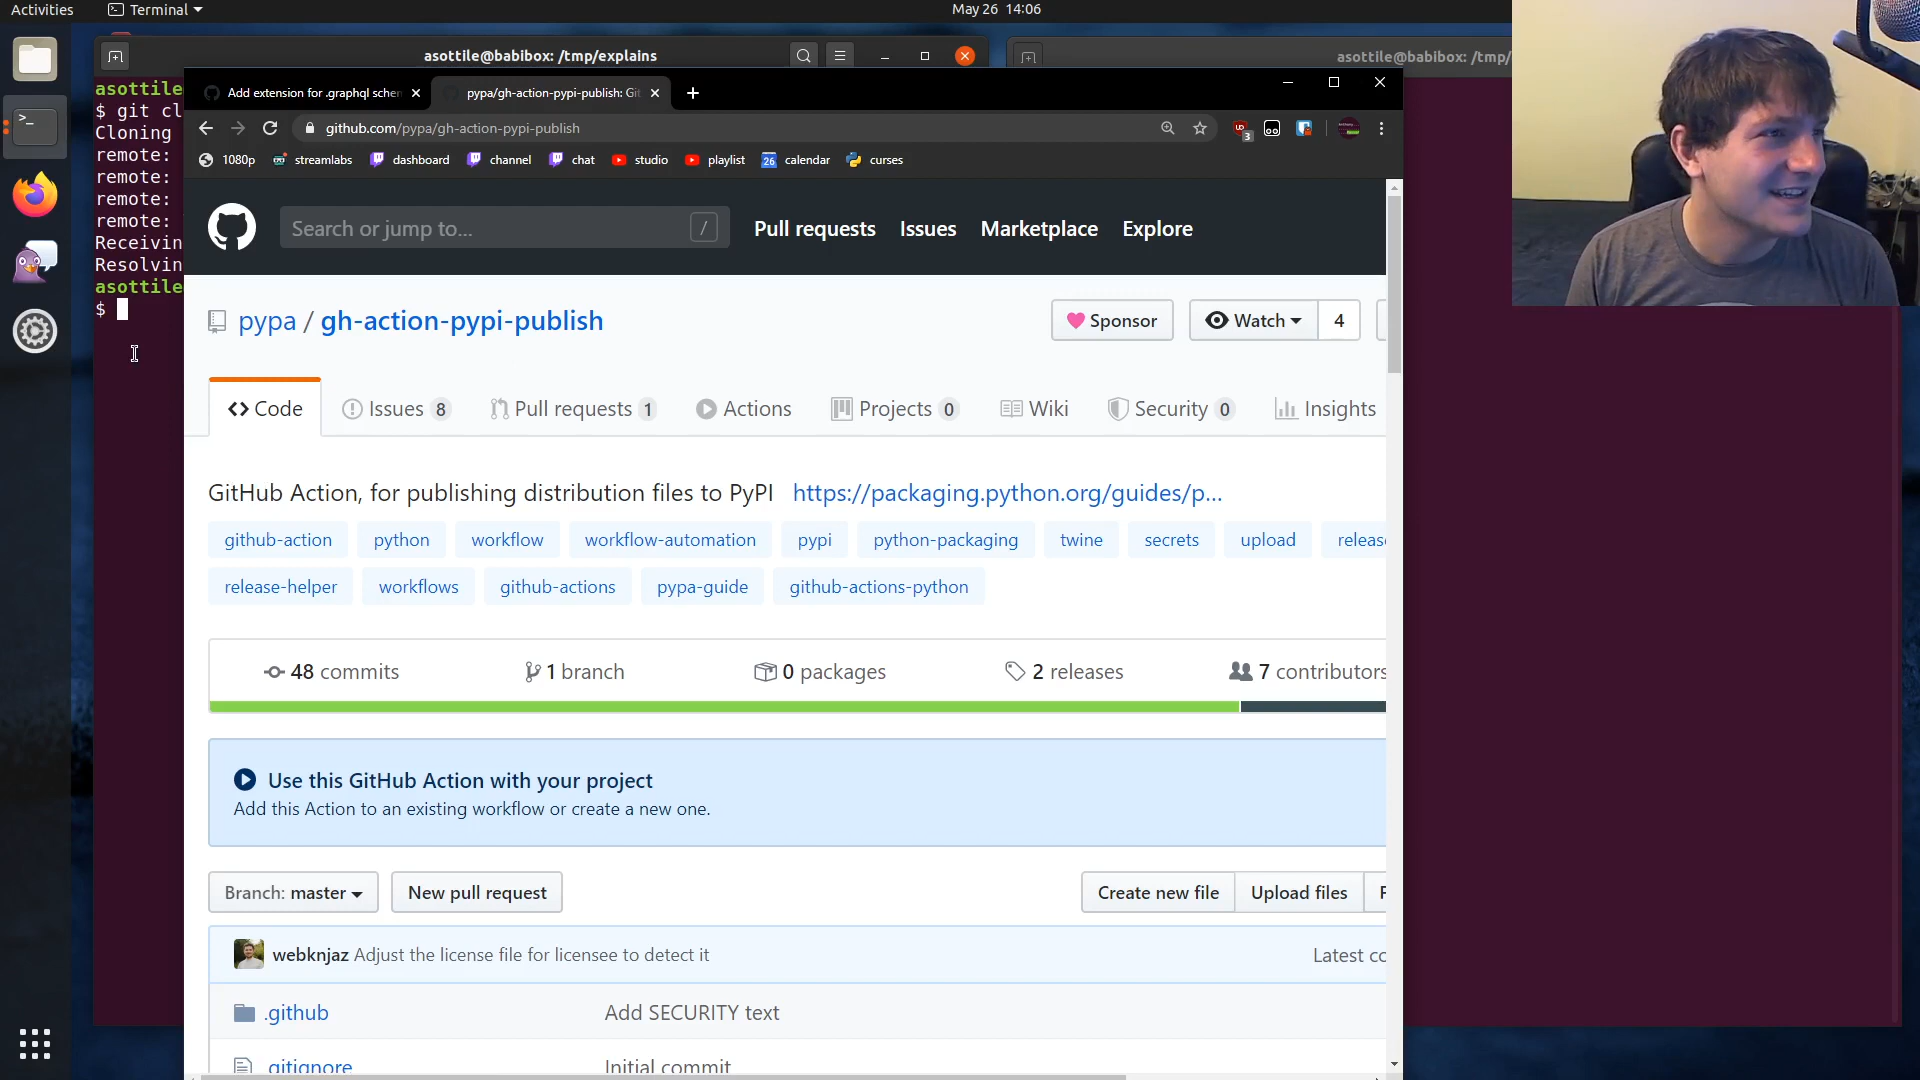 Activities
Terminal
May 26 14:06
asottile@babibox: /tmp/explains
asottile@babibox: /tmp/
asottile
$ git cl
Cloning
remote:
remote:
remote:
remote:
Receivin
Resolvin
asottile
$
Add extension for .graphql schem
pypa/gh-action-pypi-publish: Git
github.com/pypa/gh-action-pypi-publish
3
1080p
streamlabs
dashboard
channel
chat
studio
playlist
26
calendar
curses
Search or jump to...
/
Pull requests
Issues
Marketplace
Explore
pypa / gh-action-pypi-publish
Sponsor
Watch
4
Code
Issues 8
Pull requests 1
Actions
Projects 0
Wiki
Security 0
Insights
GitHub Action, for publishing distribution files to PyPI https://packaging.python.org/guides/p...
github-action
python
workflow
workflow-automation
pypi
python-packaging
twine
secrets
upload
release
release-helper
workflows
github-actions
pypa-guide
github-actions-python
48 commits
1 branch
0 packages
2 releases
7 contributors
Use this GitHub Action with your project
Add this Action to an existing workflow or create a new one.
Branch: master
New pull request
Create new file
Upload files
F
webknjaz Adjust the license file for licensee to detect it
Latest co
.github
Add SECURITY text
.gitignore
Initial commit